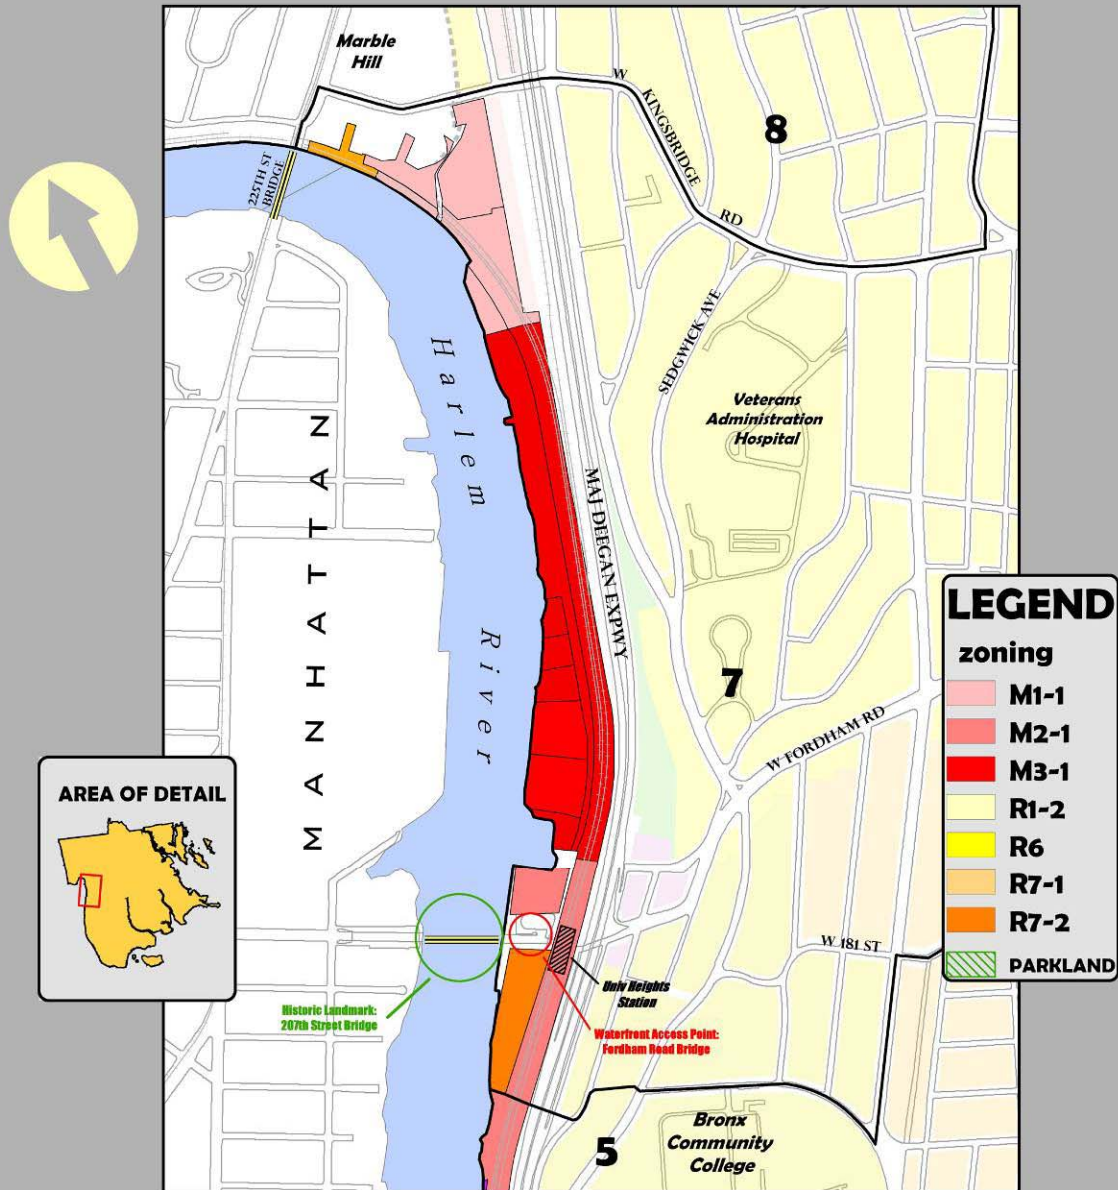 Marble
Hill
W
KINGSBRIDGE
RD
8
225TH ST
BRIDGE
SEDGWICK AVE
Harlem
River
MANHATTAN
Veterans
Administration
Hospital
MAJ DEEGAN EXPWY
7
W FORDHAM RD
LEGEND
zoning
M1-1
M2-1
M3-1
R1-2
R6
R7-1
R7-2
PARKLAND
AREA OF DETAIL
W 181 ST
Univ Heights
Station
Historic Landmark:
207th Street Bridge
Waterfront Access Point:
Fordham Road Bridge
Bronx
Community
College
5